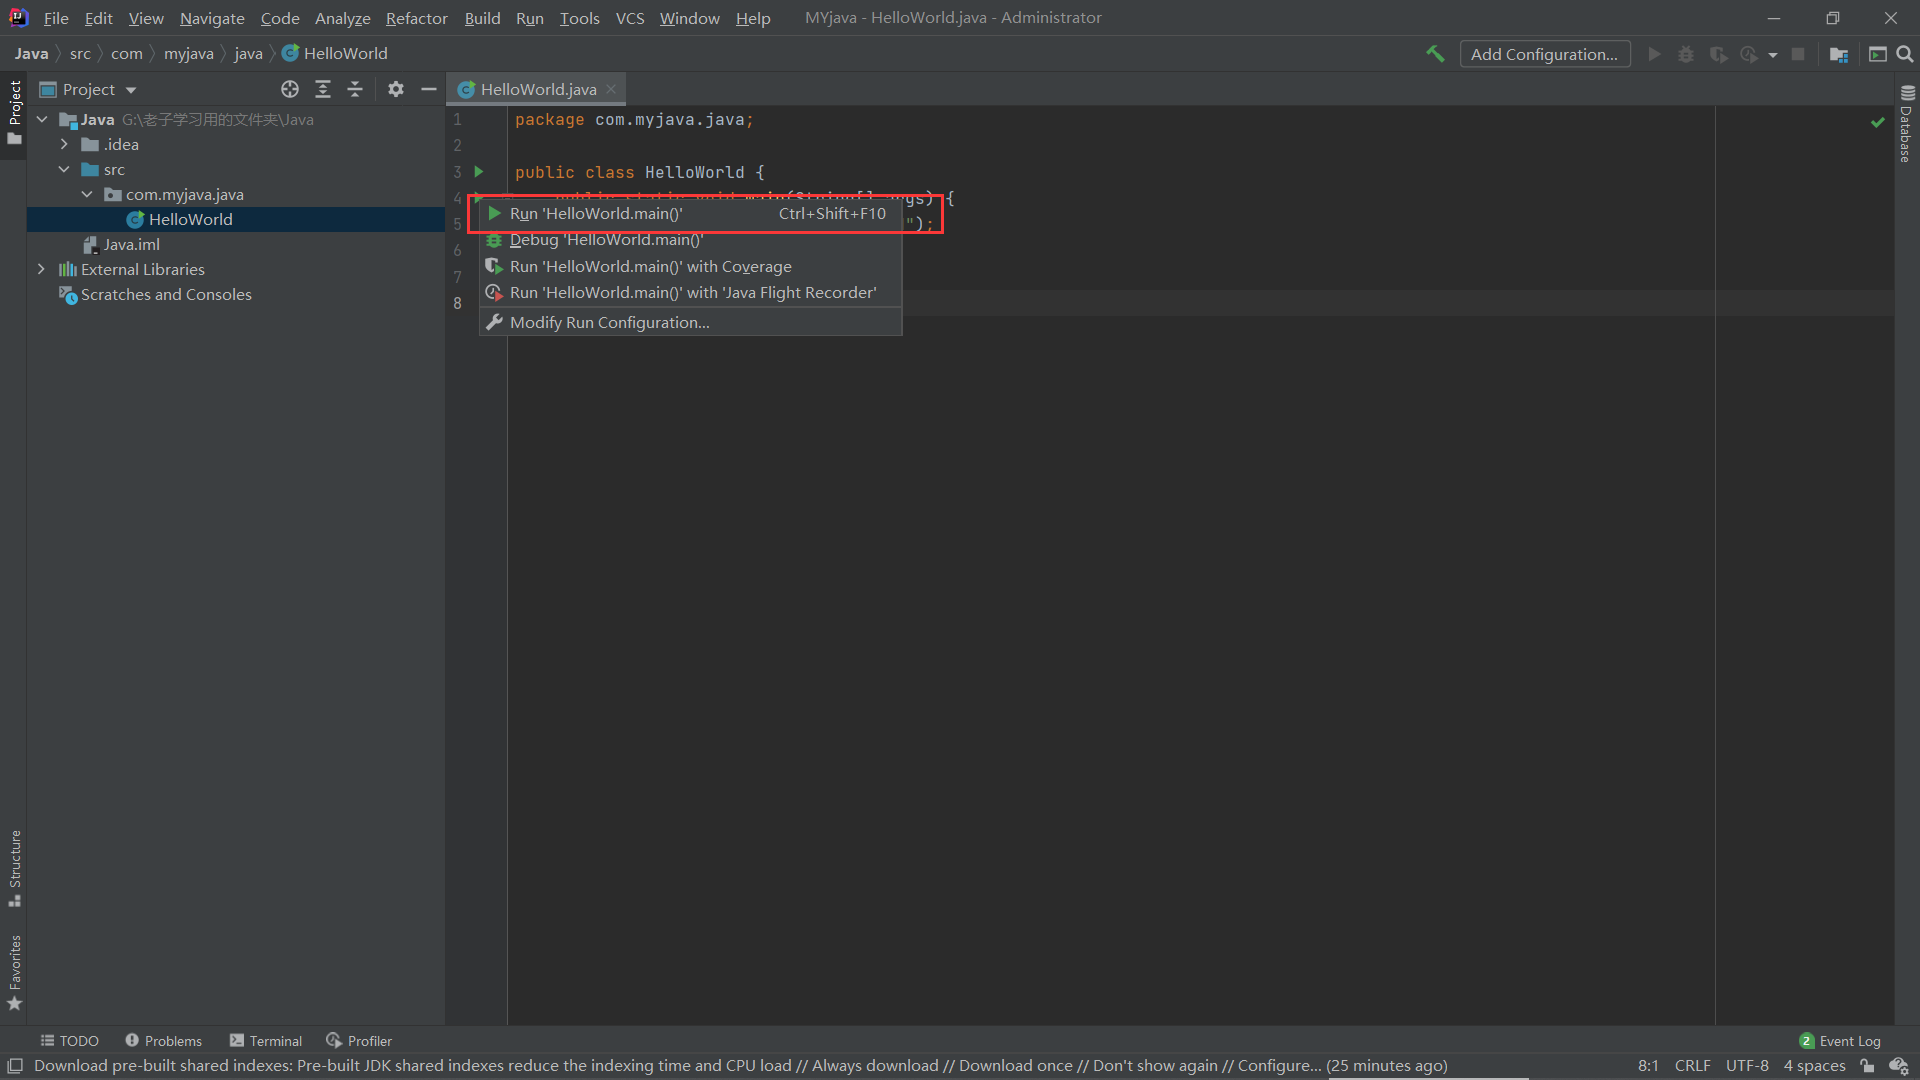 File Edit View Navigate Code Analyze Refactor Build Run Tools VCS Window Help MYjava - HelloWorld.java - Administrator
Java src com myjava java HelloWorld Add Configuration...
Project
Project
HelloWorld.java
Java G:\老子学习用的文件夹\Java
.idea
src
com.myjava.java
HelloWorld
Java.iml
External Libraries
Scratches and Consoles
1 package com.myjava.java;
2
3 public class HelloWorld {
4
5 ");
6
7
8
Run 'HelloWorld.main()' Ctrl+Shift+F10
Debug 'HelloWorld.main()'
Run 'HelloWorld.main()' with Coverage
Run 'HelloWorld.main()' with 'Java Flight Recorder'
Modify Run Configuration...
Database
Structure
Favorites
TODO Problems Terminal Profiler 2 Event Log
Download pre-built shared indexes: Pre-built JDK shared indexes reduce the indexing time and CPU load // Always download // Download once // Don't show again // Configure... (25 minutes ago) 8:1 CRLF UTF-8 4 spaces